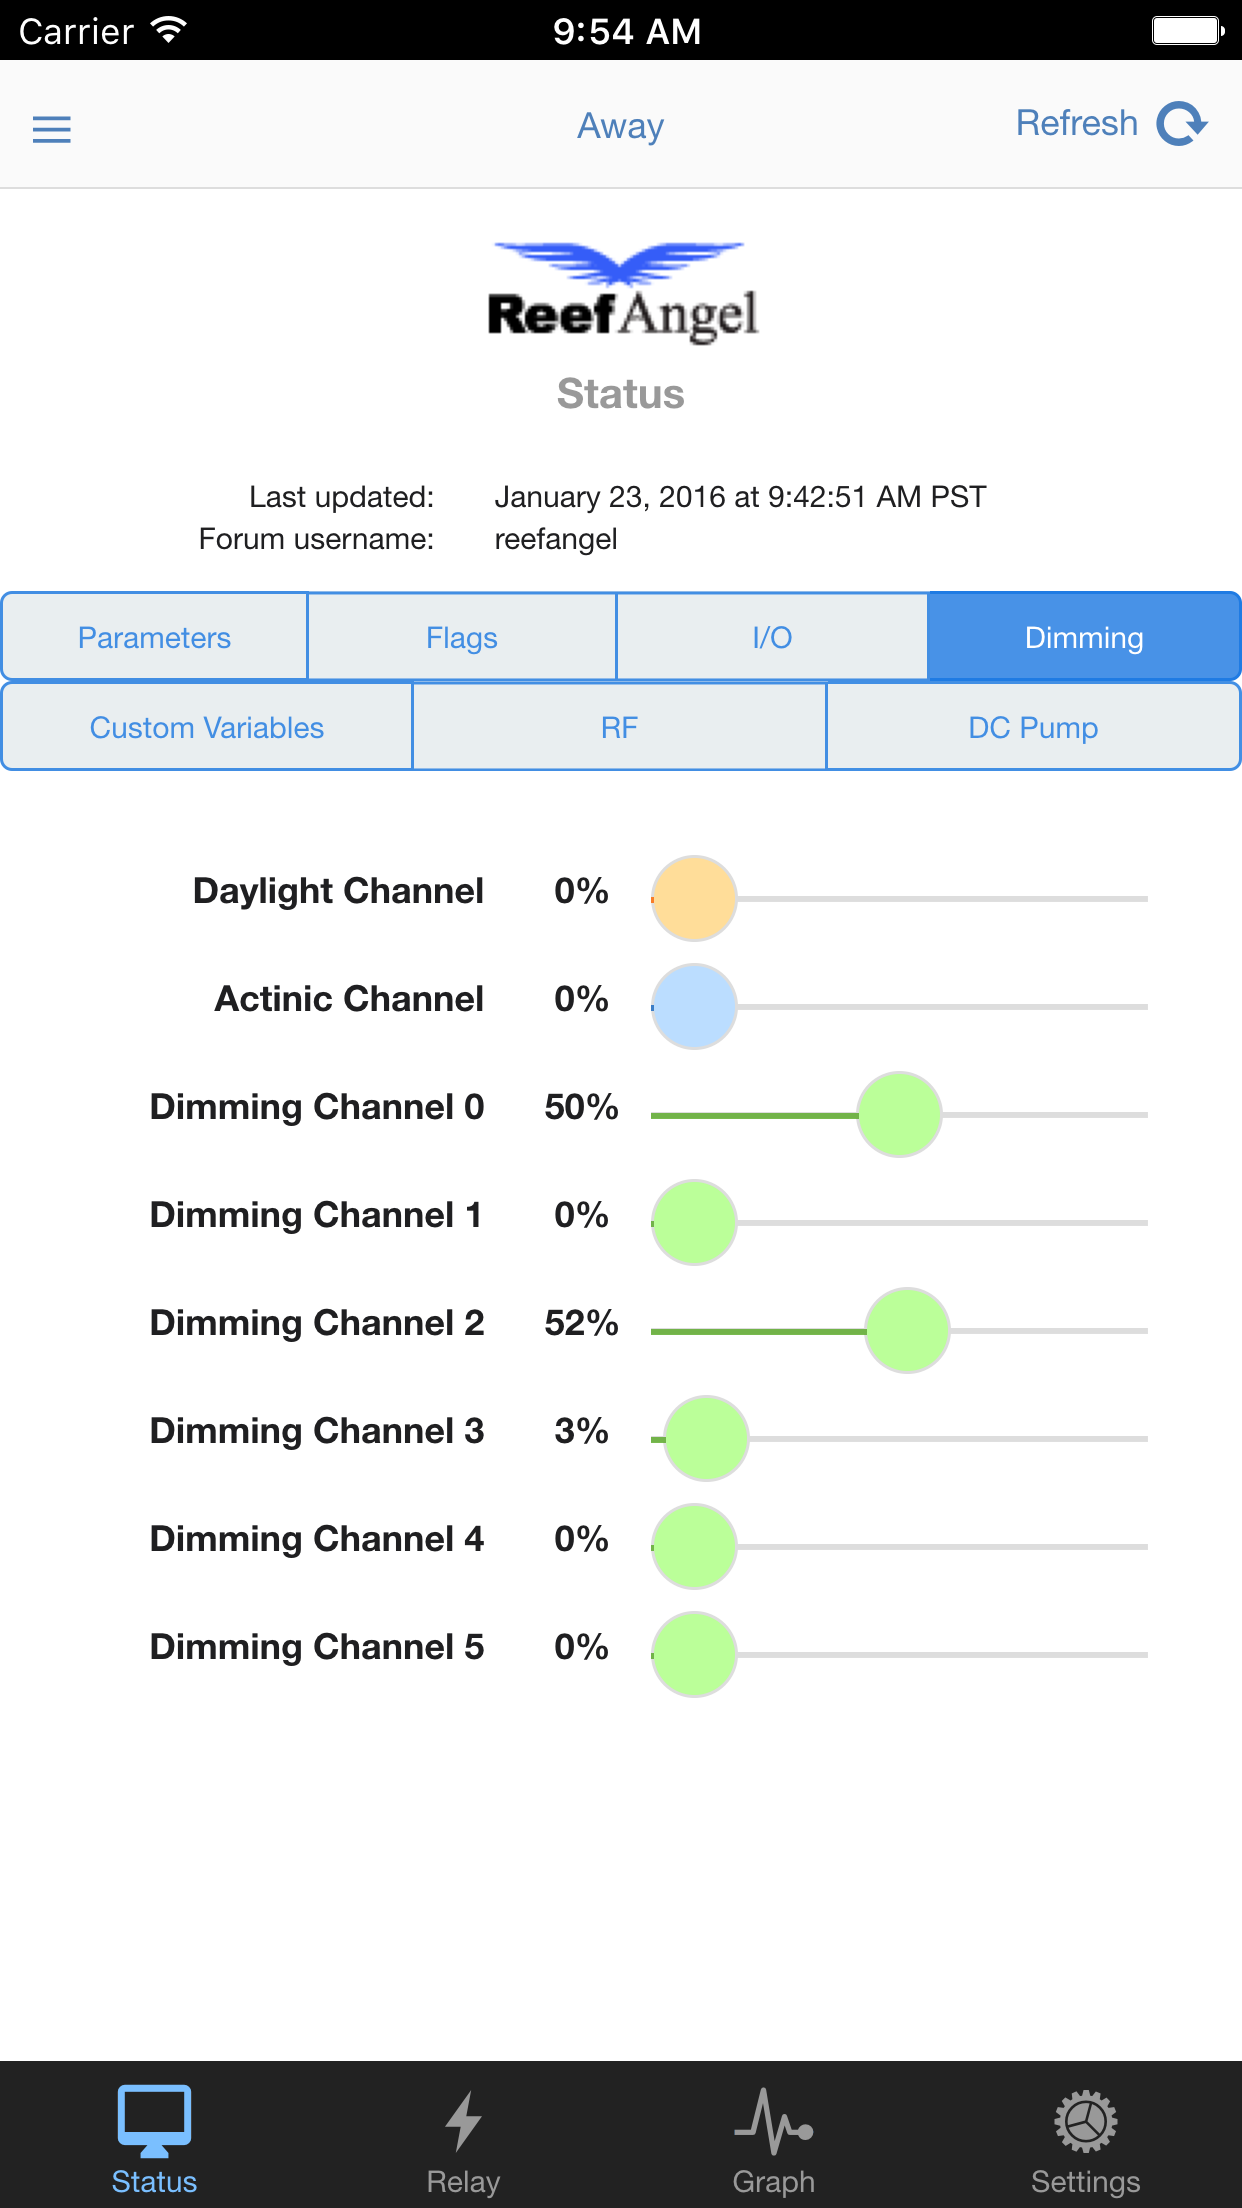 Carrier 9:54 AM
Away Refresh
ReefAngel
Status
Last updated: January 23, 2016 at 9:42:51 AM PST
Forum username: reefangel
Parameters Flags I/O Dimming
Custom Variables RF DC Pump
Daylight Channel 0%
Actinic Channel 0%
Dimming Channel 0 50%
Dimming Channel 1 0%
Dimming Channel 2 52%
Dimming Channel 3 3%
Dimming Channel 4 0%
Dimming Channel 5 0%
Status Relay Graph Settings